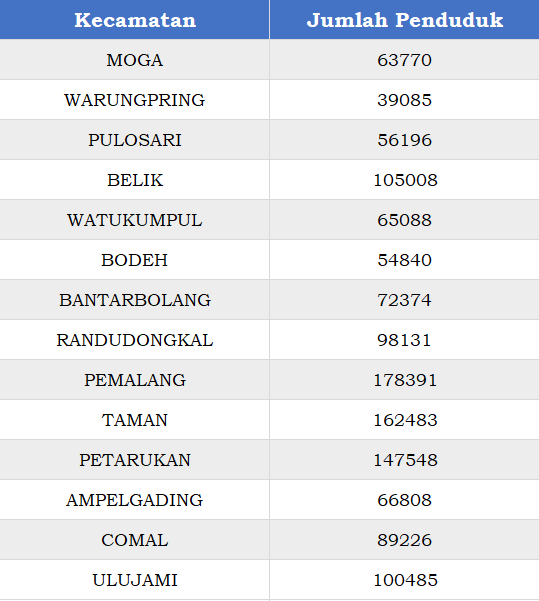 Kecamatan Jumlah Penduduk
MOGA 63770
WARUNGPRING 39085
PULOSARI 56196
BELIK 105008
WATUKUMPUL 65088
BODEH 54840
BANTARBOLANG 72374
RANDUDONGKAL 98131
PEMALANG 178391
TAMAN 162483
PETARUKAN 147548
AMPELGADING 66808
COMAL 89226
ULUJAMI 100485